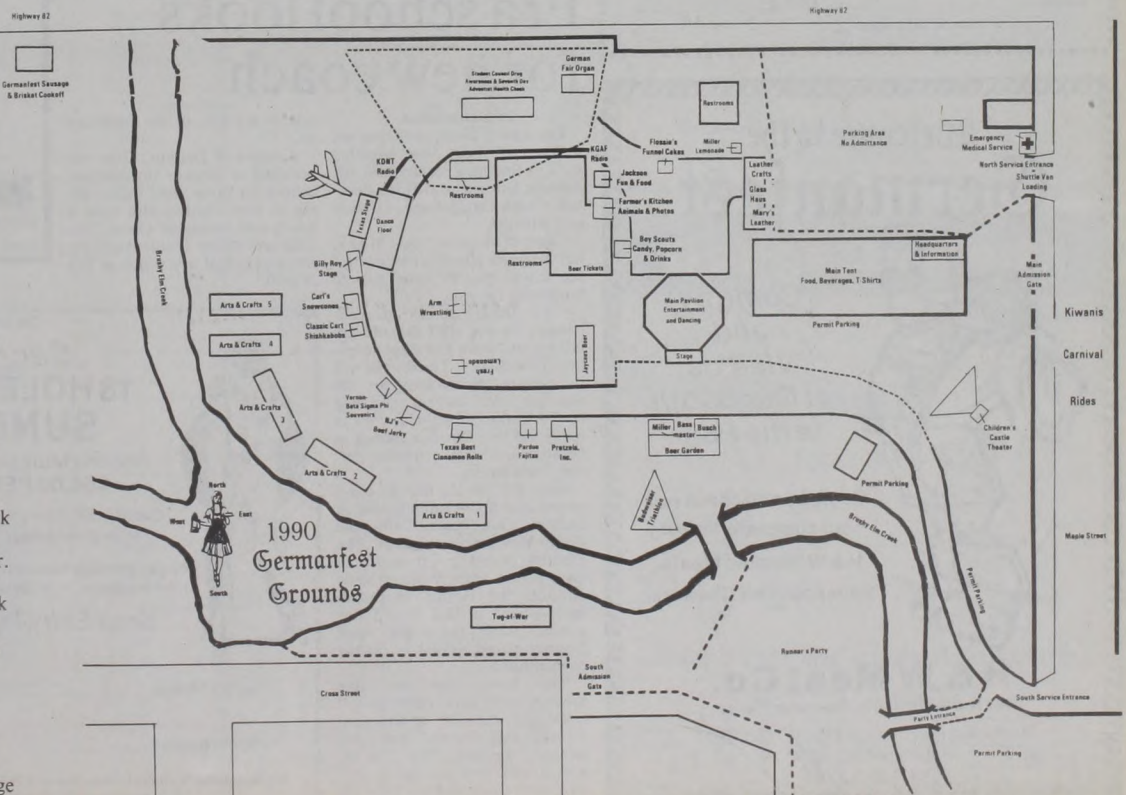 Highway 82
Highway 82
Germanfest Sausage
& Brisket Cookoff
Student Council Drug
Awareness & Seventh Day
Adventist Health Check
German
Fair Organ
Restrooms
Parking Area
No Admittance
Emergency
Medical Service
North Service Entrance
Shuttle Van
Loading
KDNT
Radio
Restrooms
KGAF
Radio
Flossie's
Funnel Cakes
Miller
Lemonade
Jackson
Fun & Food
Farmer's Kitchen
Animals & Photos
Leather
Crafts
Glass
Haus
Mary's
Leather
Texas Stage
Dance
Floor
Brushy Elm Creek
Billy Roy
Stage
Restrooms
Beer Tickets
Boy Scouts
Candy, Popcorn
& Drinks
Headquarters
& Information
Main Tent
Food, Beverages, T Shirts
Permit Parking
Main
Admission
Gate
Arts & Crafts 5
Carl's
Snowcones
Arm
Wrestling
Main Pavilion
Entertainment
and Dancing
Stage
Kiwanis
Carnival
Rides
Arts & Crafts 4
Classic Cart
Shishkabobs
Jaycees Beer
French
Lemonade
Arts & Crafts 3
Vernon-
Beta Sigma Phi
Souvenirs
NJ's
Beef Jerky
Texas Best
Cinnamon Rolls
Pardue
Fajitas
Pretzels,
Inc.
Miller
Bass
master
Beach
Beer Garden
Children's
Castle
Theater
Arts & Crafts 2
Permit Parking
Budweiser
Triathlon
North
West
East
South
1990
Germanfest
Grounds
Arts & Crafts 1
Brushy Elm Creek
Permit Parking
Maple Street
Tug-of-War
Runner's Party
South
Admission
Gate
Cross Street
South Service Entrance
Party Entrance
Permit Parking